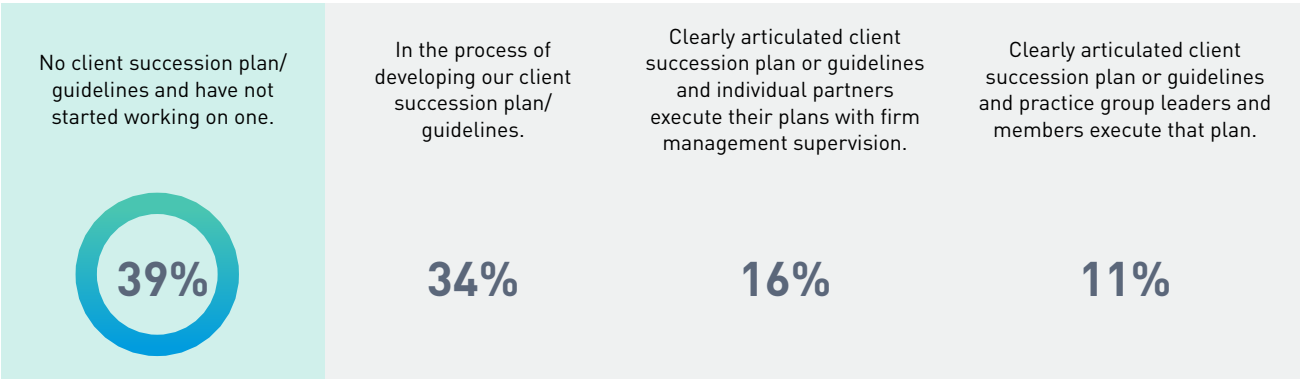 No client succession plan/
guidelines and have not
started working on one.
39%
In the process of
developing our client
succession plan/
guidelines.
34%
Clearly articulated client
succession plan or guidelines
and individual partners
execute their plans with firm
management supervision.
16%
Clearly articulated client
succession plan or guidelines
and practice group leaders and
members execute that plan.
11%